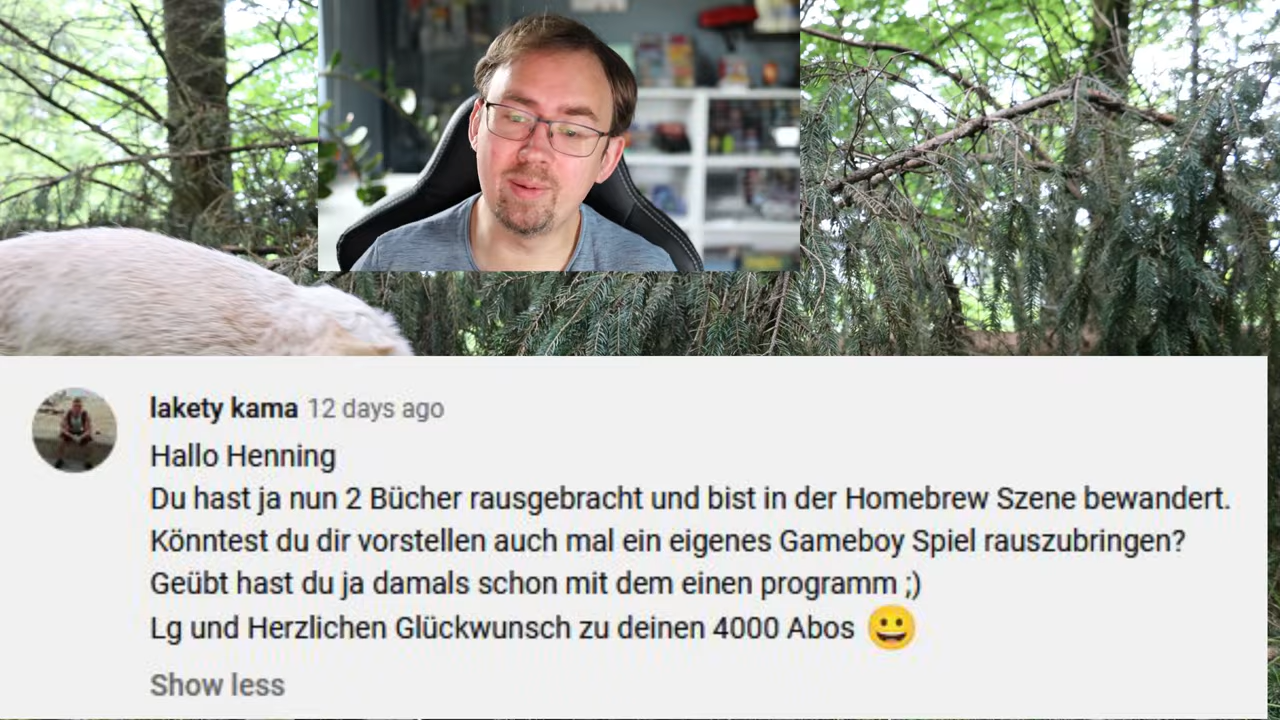 lakety kama 12 days ago
Hallo Henning
Du hast ja nun 2 Bücher rausgebracht und bist in der Homebrew Szene bewandert.
Könntest du dir vorstellen auch mal ein eigenes Gameboy Spiel rauszubringen?
Geübt hast du ja damals schon mit dem einen programm ;)
Lg und Herzlichen Glückwunsch zu deinen 4000 Abos 😀
Show less